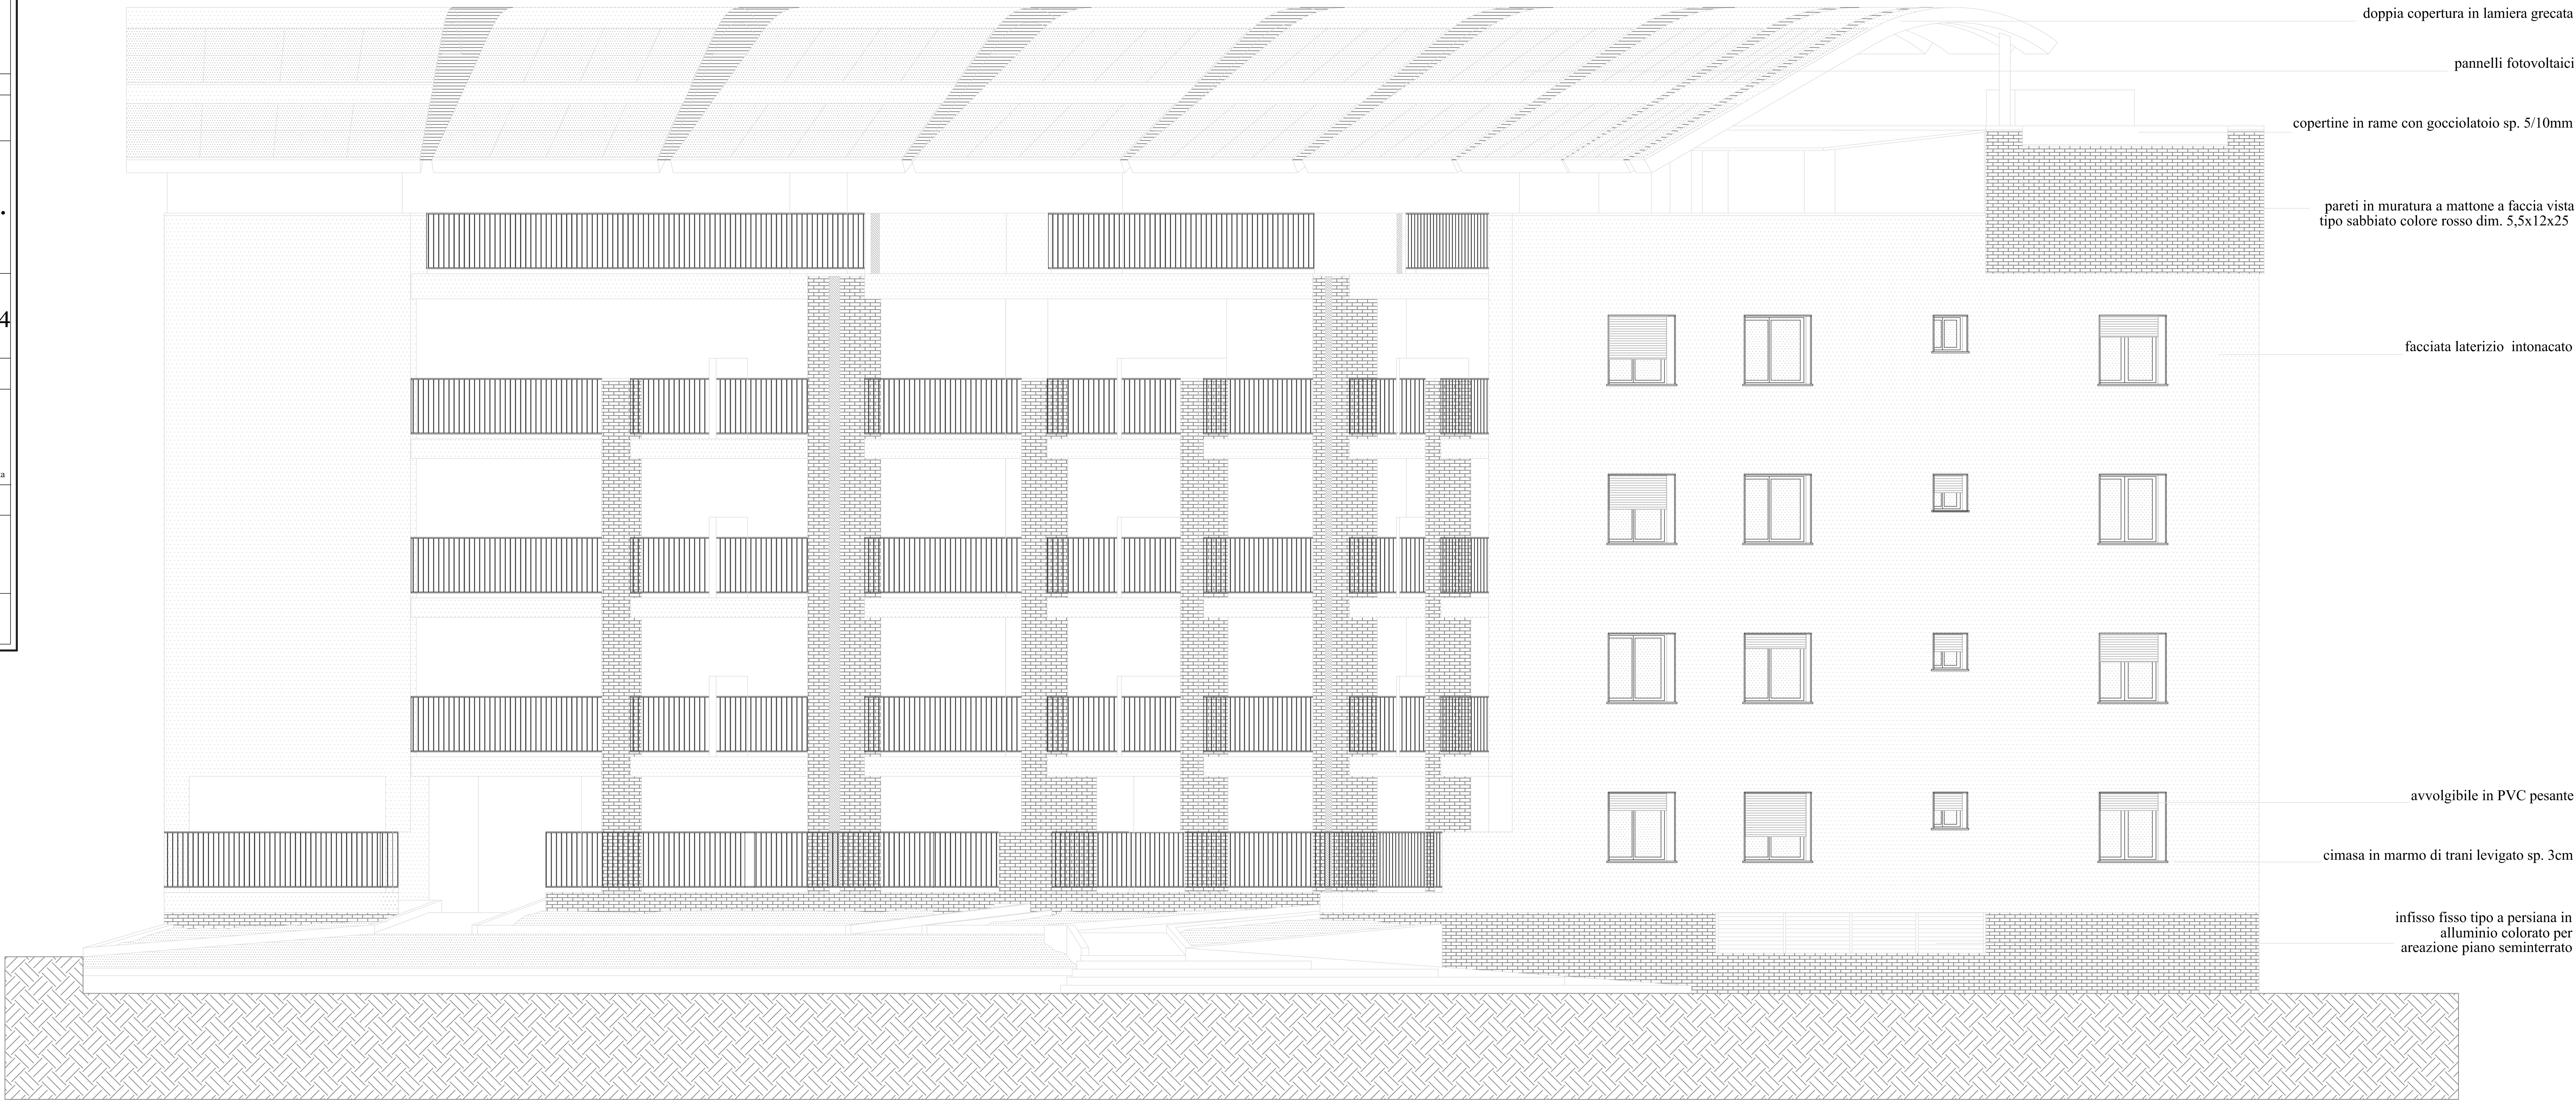 doppia copertura in lamiera grecata
pannelli fotovoltaici
copertine in rame con gocciolatoio sp. 5/10mm
pareti in muratura a mattone a faccia vista
tipo sabbiato colore rosso dim. 5,5x12x25
4
facciata laterizio intonacato
avvolgibile in PVC pesante
cimasa in marmo di trani levigato sp. 3cm
infisso fisso tipo a persiana in
alluminio colorato per
areazione piano seminterrato